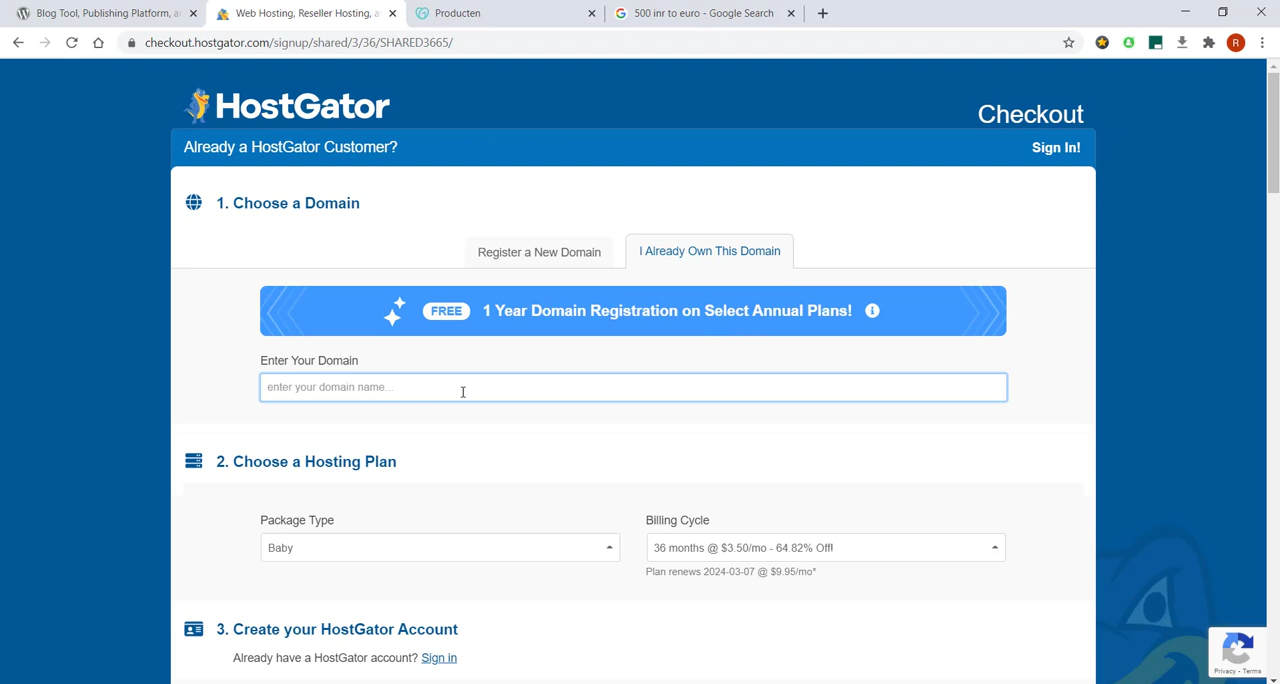 Blog Tool, Publishing Platform, a
Web Hosting, Reseller Hosting, a
Producten
500 inr to euro - Google Search
checkout.hostgator.com/signup/shared/3/36/SHARED3665/
R
HostGator
Checkout
Already a HostGator Customer?
Sign In!
1. Choose a Domain
Register a New Domain
I Already Own This Domain
FREE 1 Year Domain Registration on Select Annual Plans!
Enter Your Domain
enter your domain name...
2. Choose a Hosting Plan
Package Type
Billing Cycle
Baby
36 months @ $3.50/mo - 64.82% Off!
Plan renews 2024-03-07 @ $9.95/mo*
3. Create your HostGator Account
Already have a HostGator account? Sign in
Privacy - Terms